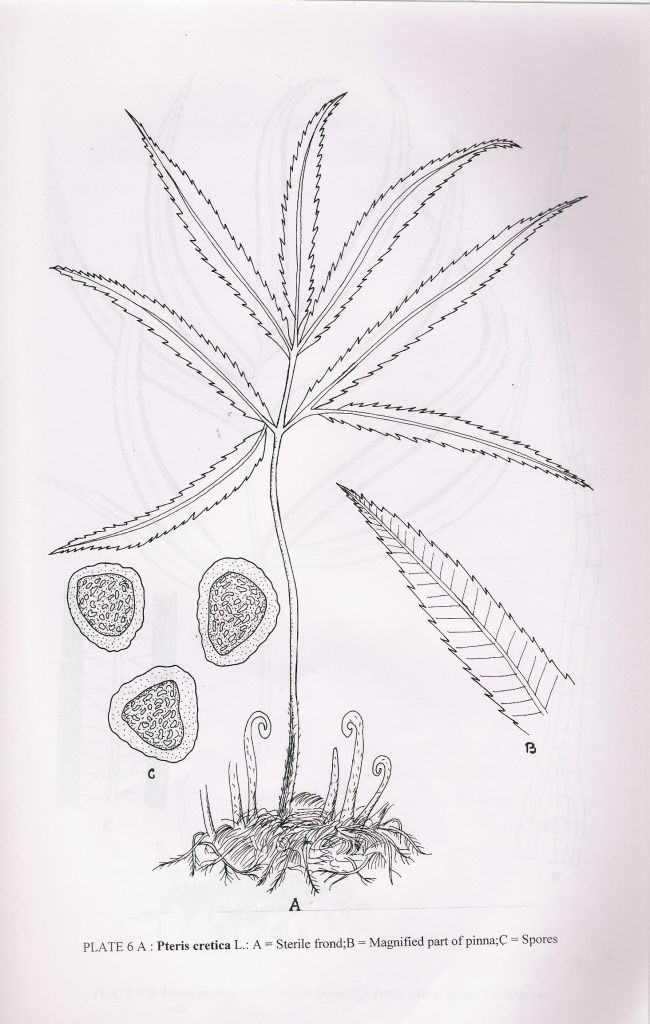 C
B
A
PLATE 6 A : Pteris cretica L.: A = Sterile frond;B = Magnified part of pinna;C = Spores